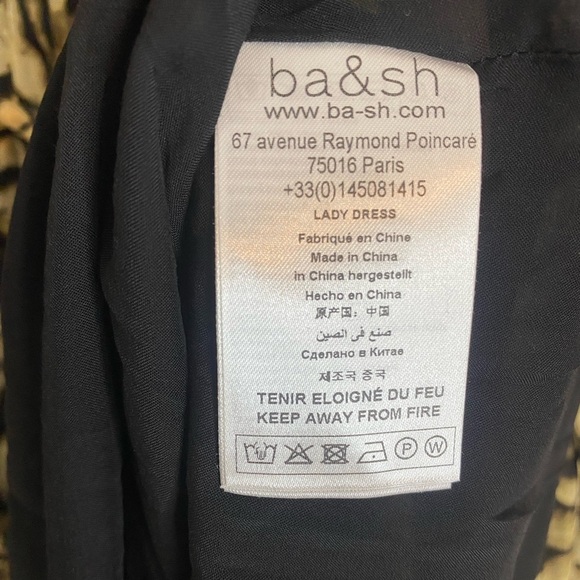 ba&sh
www.ba-sh.com
67 avenue Raymond Poincaré
75016 Paris
+33(0)145081415
LADY DRESS
Fabriqué en Chine
Made in China
in China hergestellt
Hecho en China
原产国：中国
صنع في الصين
Сделано в Китае
제조국 중국
TENIR ELOIGNÉ DU FEU
KEEP AWAY FROM FIRE
P W